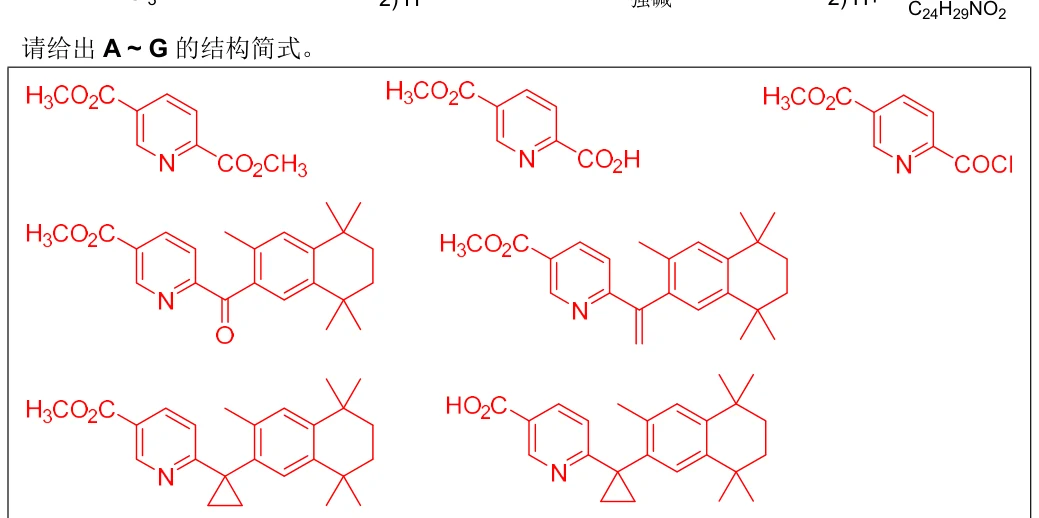 3 2) H 强碱 2) H+
C₂₄H₂₉NO₂
请给出 A ~ G 的结构简式。
H₃CO₂C H₃CO₂C H₃CO₂C
N CO₂CH₃ N CO₂H N COCl
H₃CO₂C H₃CO₂C
N N
O
H₃CO₂C HO₂C
N N